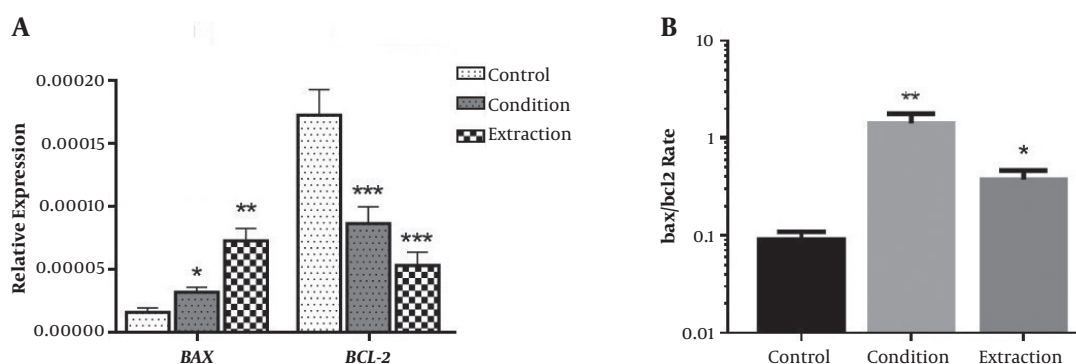 A
0.00020
0.00015
0.00010
0.00005
0.00000
Relative Expression
*
**
***
***
BAX
BCL-2
Control
Condition
Extraction
B
10
1
0.1
0.01
bax/bcl2 Rate
**
*
Control
Condition
Extraction